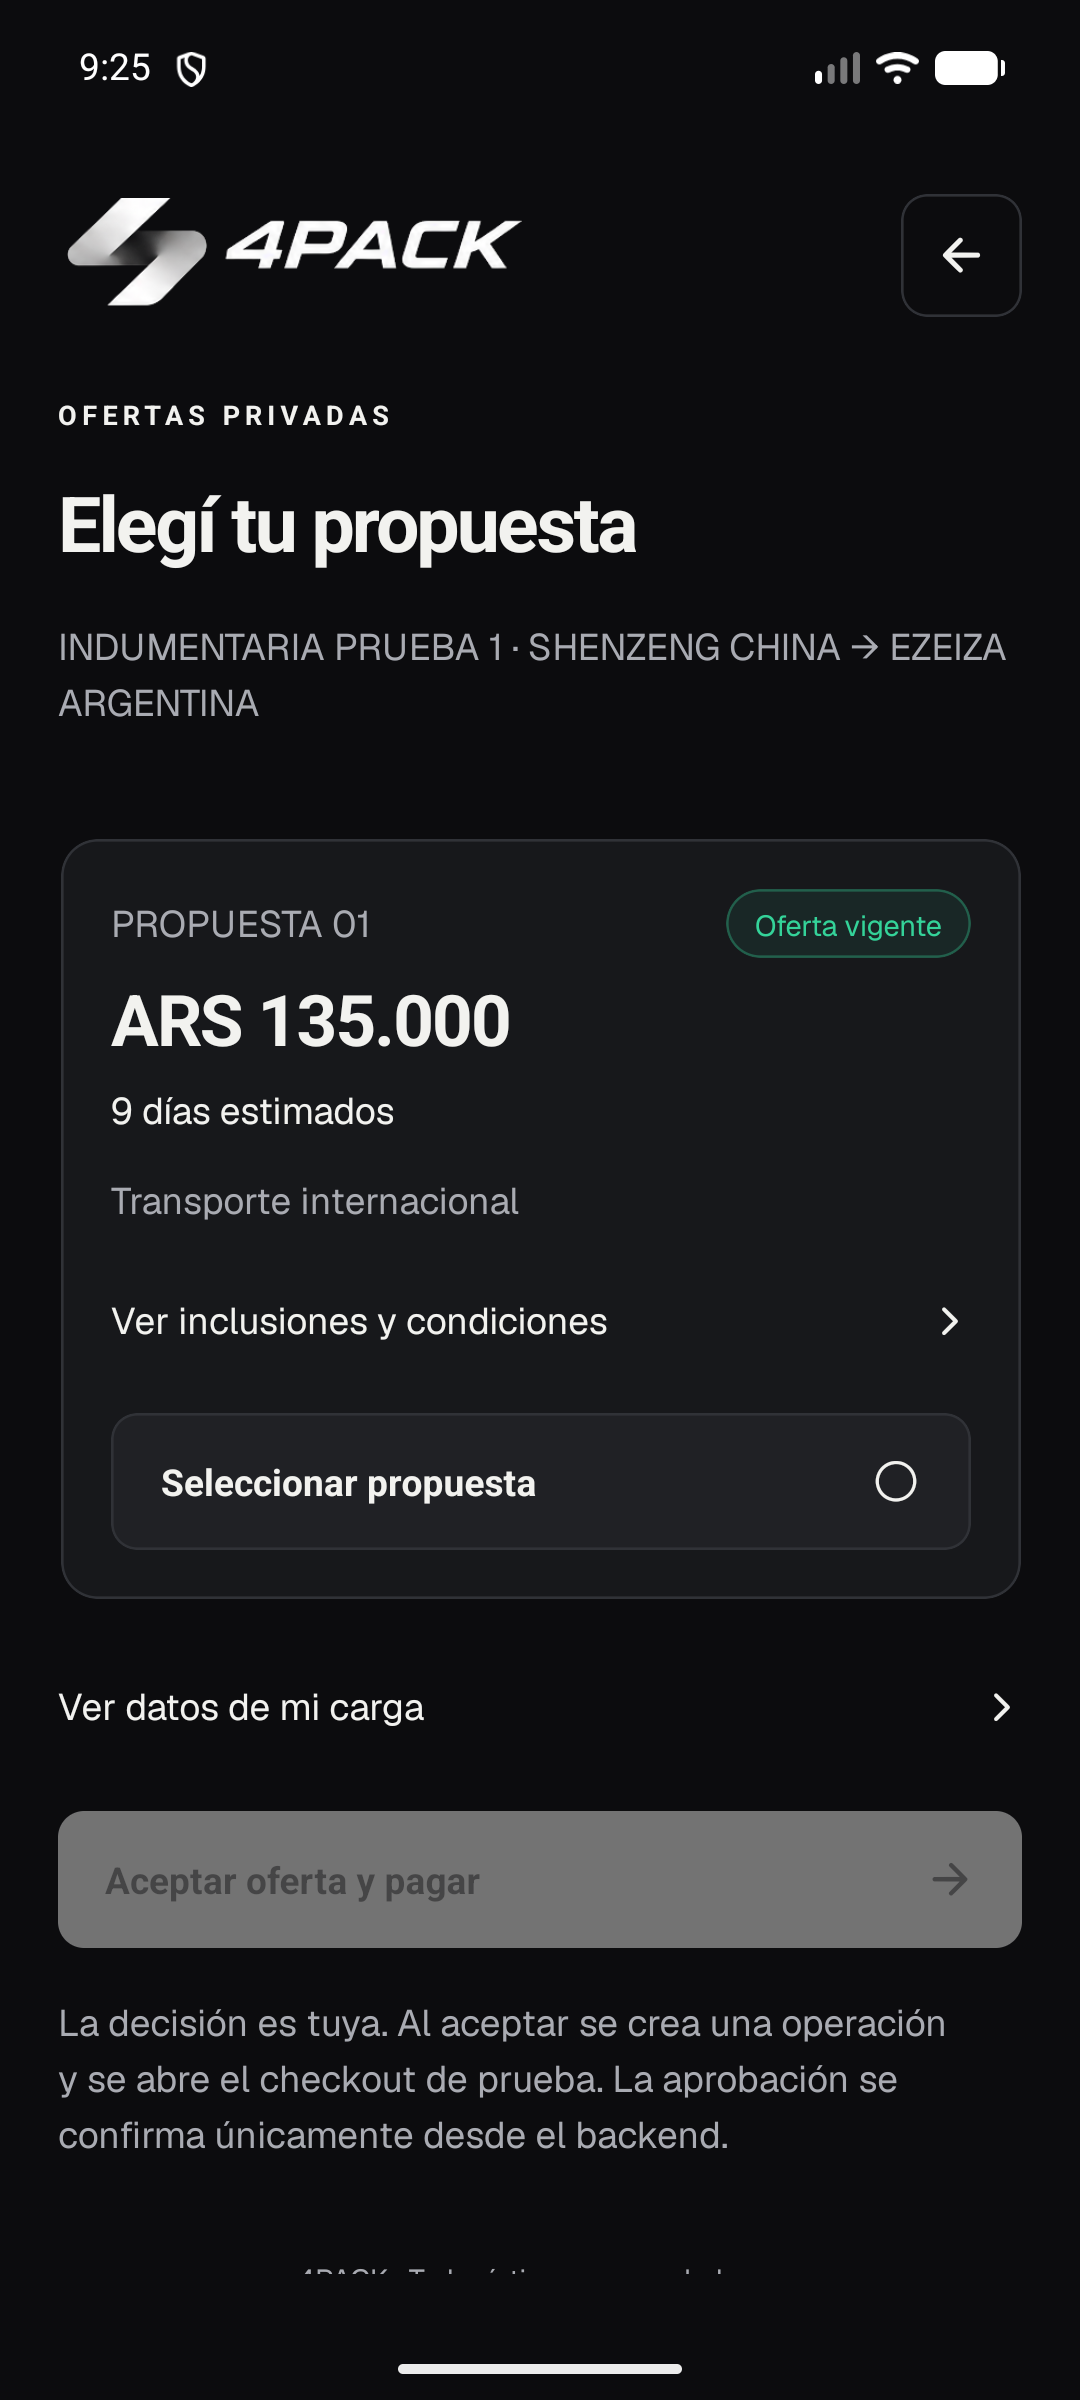 9:25
4PACK
OFERTAS PRIVADAS
Elegí tu propuesta
INDUMENTARIA PRUEBA 1 · SHENZENG CHINA → EZEIZA
ARGENTINA
PROPUESTA 01
Oferta vigente
ARS 135.000
9 días estimados
Transporte internacional
Ver inclusiones y condiciones
Seleccionar propuesta
Ver datos de mi carga
Aceptar oferta y pagar
La decisión es tuya. Al aceptar se crea una operación
y se abre el checkout de prueba. La aprobación se
confirma únicamente desde el backend.
4PACK